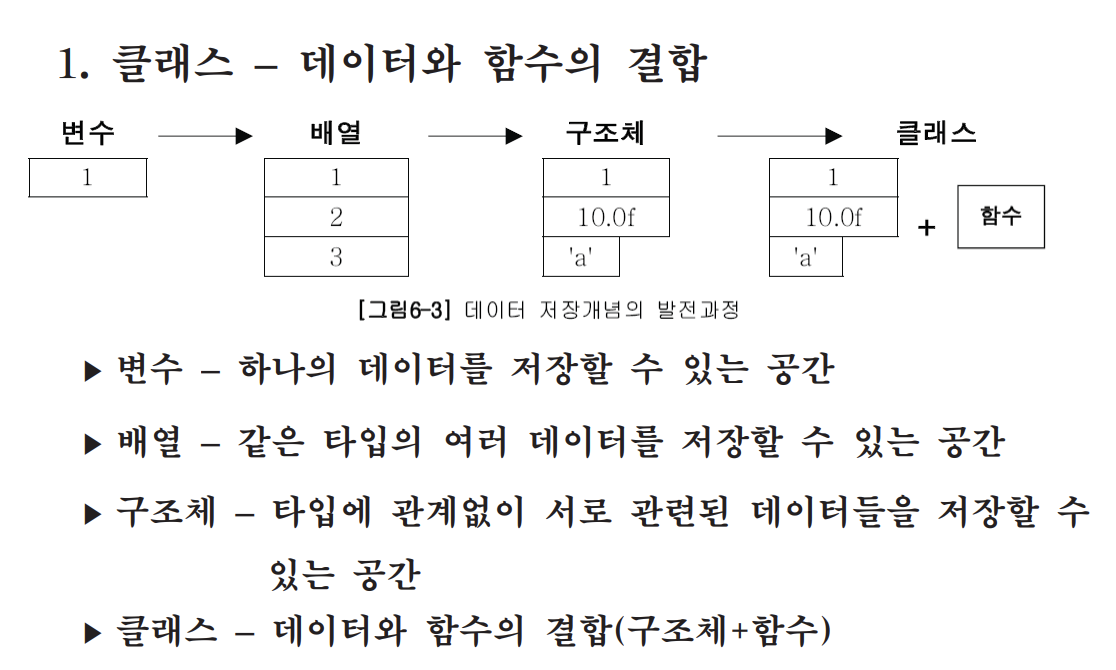 1. 클래스 – 데이터와 함수의 결합
변수 배열 구조체 클래스
1 1 1 1
2 10.0f 10.0f + 함수
3 'a' 'a'
[그림6-3] 데이터 저장개념의 발전과정
▶ 변수 – 하나의 데이터를 저장할 수 있는 공간
▶ 배열 – 같은 타입의 여러 데이터를 저장할 수 있는 공간
▶ 구조체 – 타입에 관계없이 서로 관련된 데이터들을 저장할 수
있는 공간
▶ 클래스 – 데이터와 함수의 결합(구조체+함수)